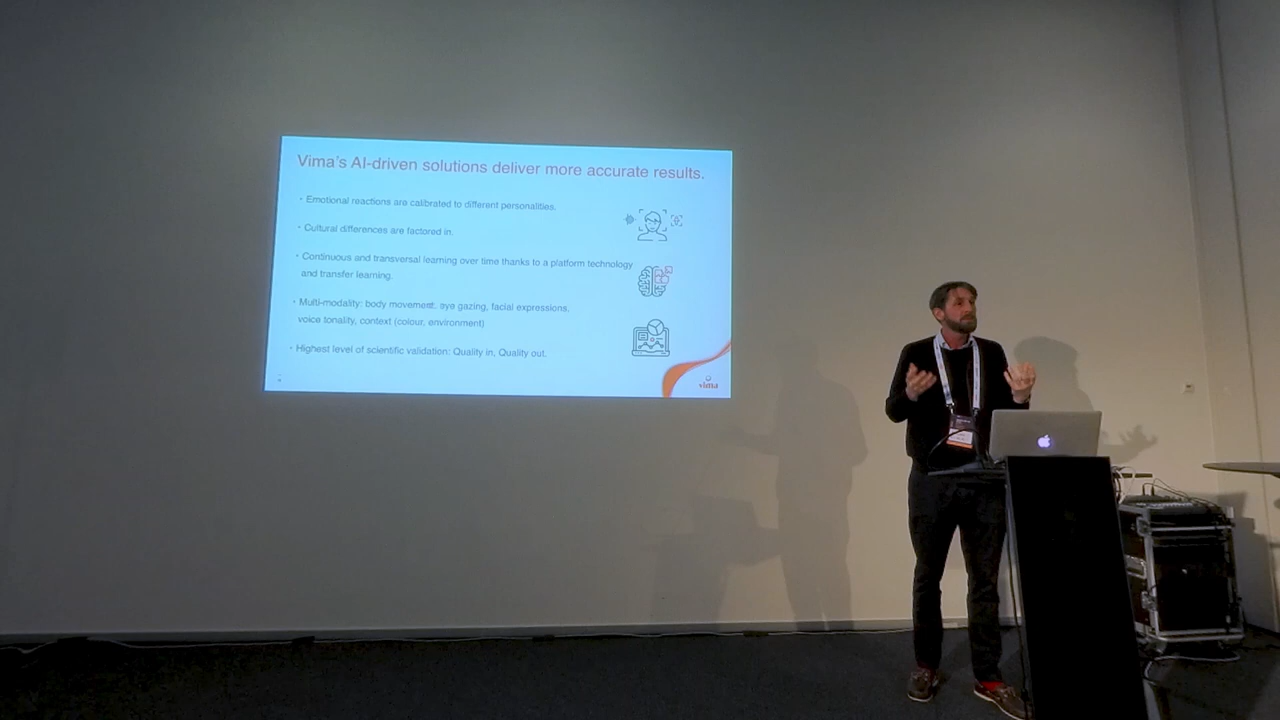 Vima's AI-driven solutions deliver more accurate results.
• Emotional reactions are calibrated to different personalities.
• Cultural differences are factored in.
• Continuous and transversal learning over time thanks to a platform technology
and transfer learning.
• Multi-modality: body movement, eye gazing, facial expressions,
voice tonality, context (colour, environment)
• Highest level of scientific validation: Quality in, Quality out.
vima